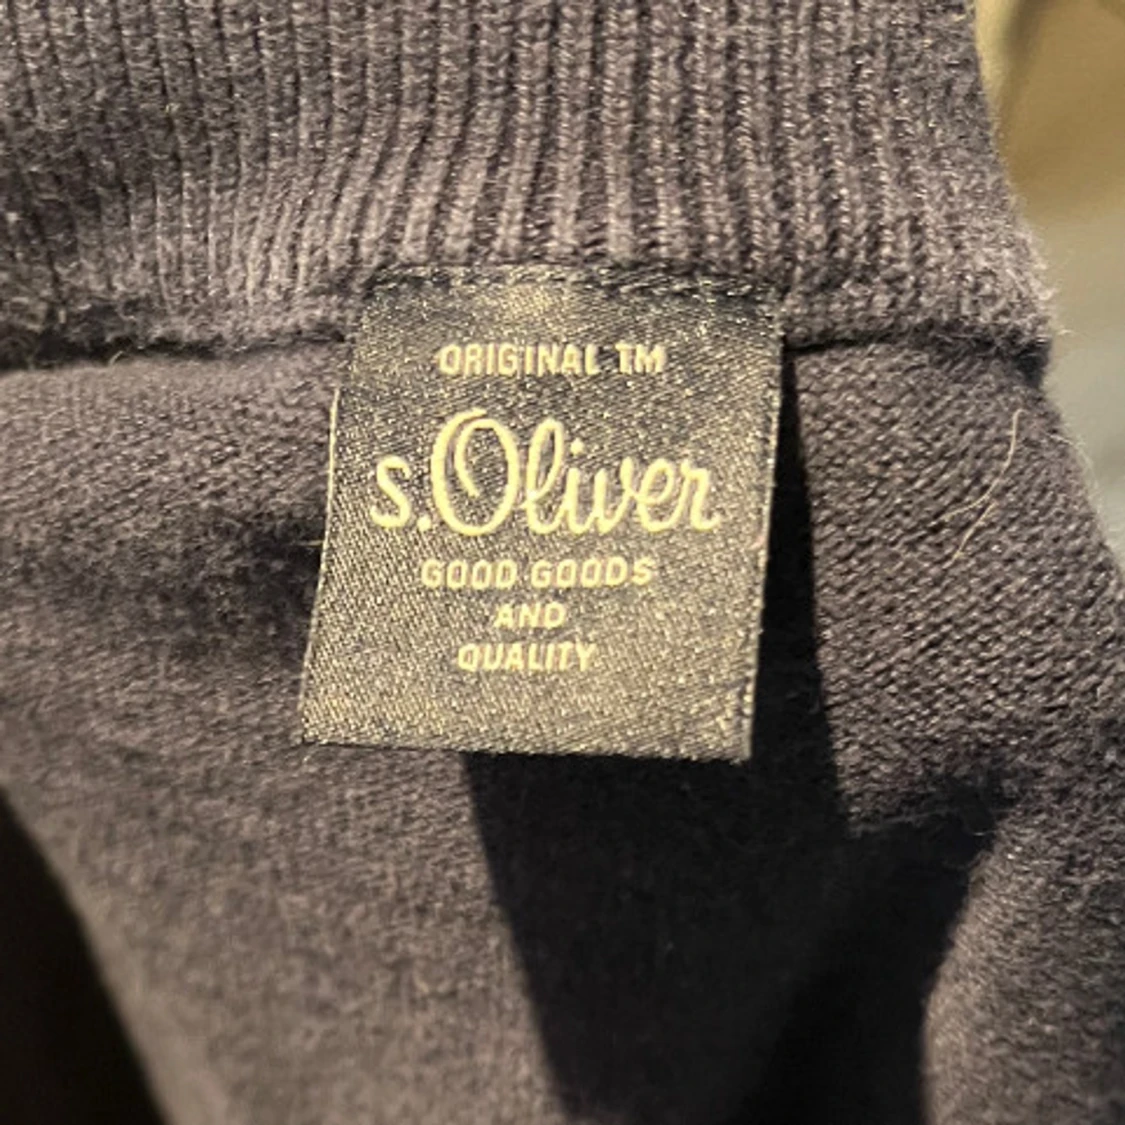 ORIGINAL TM
s.Oliver
GOOD GOODS
AND
QUALITY